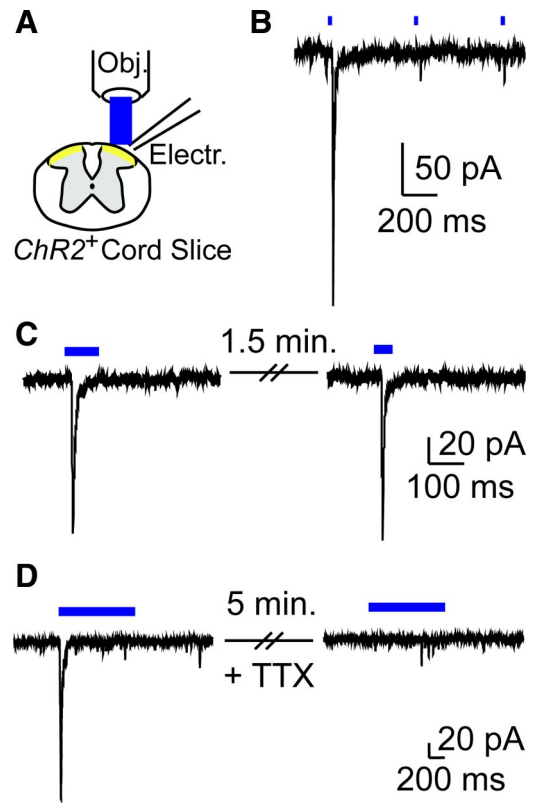 A
Obj.
Electr.
ChR2+ Cord Slice
B
50 pA
200 ms
C
1.5 min.
20 pA
100 ms
D
5 min.
+ TTX
20 pA
200 ms